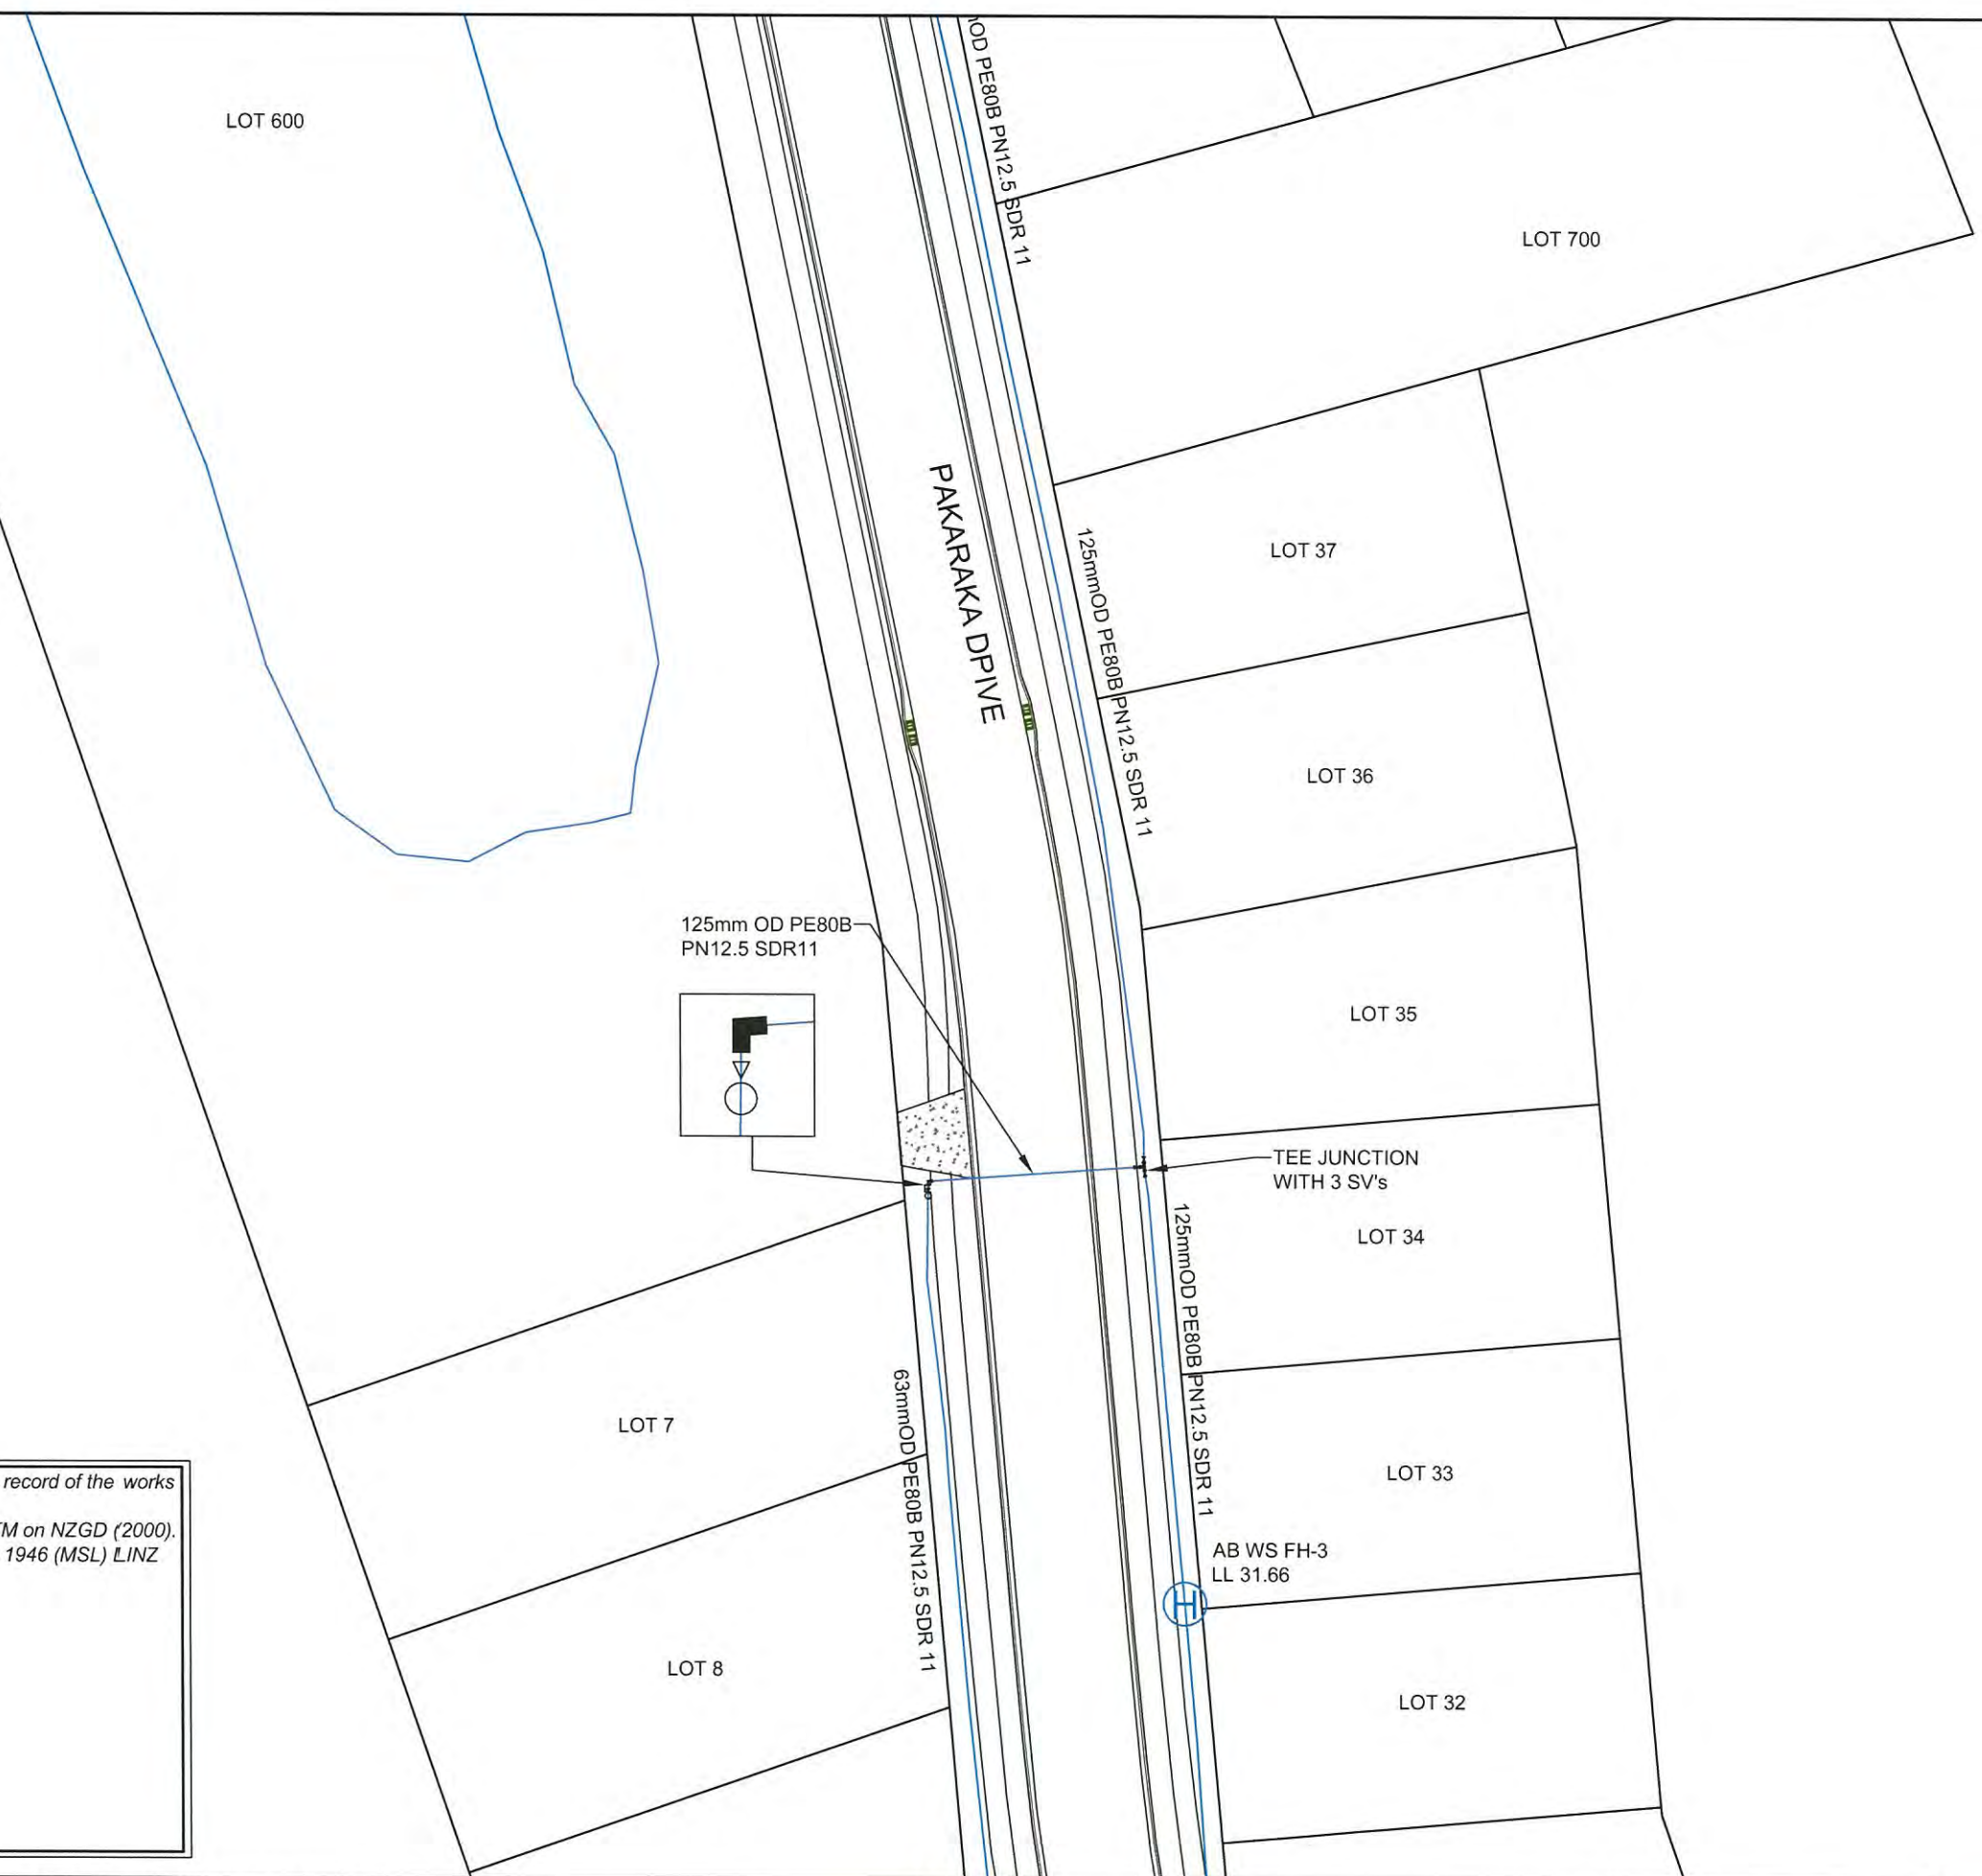 LOT 600
OD PE80B PN12.5 SDR 11
LOT 700
PAKARAKA DPIVE
125mmOD PE80B PN12.5 SDR 11
LOT 37
LOT 36
125mm OD PE80B
PN12.5 SDR11
LOT 35
TEE JUNCTION
WITH 3 SV's
LOT 34
125mmOD PE80B PN12.5 SDR 11
63mmOD PE80B PN12.5 SDR 11
LOT 7
LOT 33
record of the works
TM on NZGD (2000).
1946 (MSL) LINZ
AB WS FH-3
LL 31.66
H
LOT 8
LOT 32